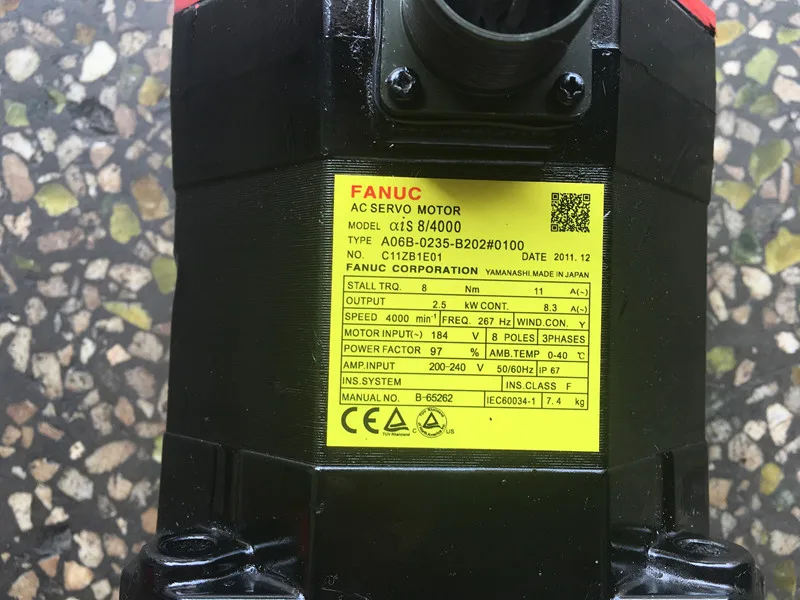 FANUC
AC SERVO MOTOR
MODEL αiS 8/4000
TYPE A06B-0235-B202#0100
NO. C11ZB1E01 DATE 2011.12
FANUC CORPORATION YAMANASHI, MADE IN JAPAN
STALL TRQ. 8 Nm 11 A(~)
OUTPUT 2.5 kW CONT. 8.3 A(~)
SPEED 4000 min⁻¹ FREQ. 267 Hz WIND.CON. Y
MOTOR INPUT(~) 184 V 8 POLES 3PHASES
POWER FACTOR 97 % AMB.TEMP 0-40 ℃
AMP.INPUT 200-240 V 50/60Hz IP 67
INS.SYSTEM INS.CLASS F
MANUAL NO. B-65262 IEC60034-1 7.4 kg
CE
TUV Rheinland C US